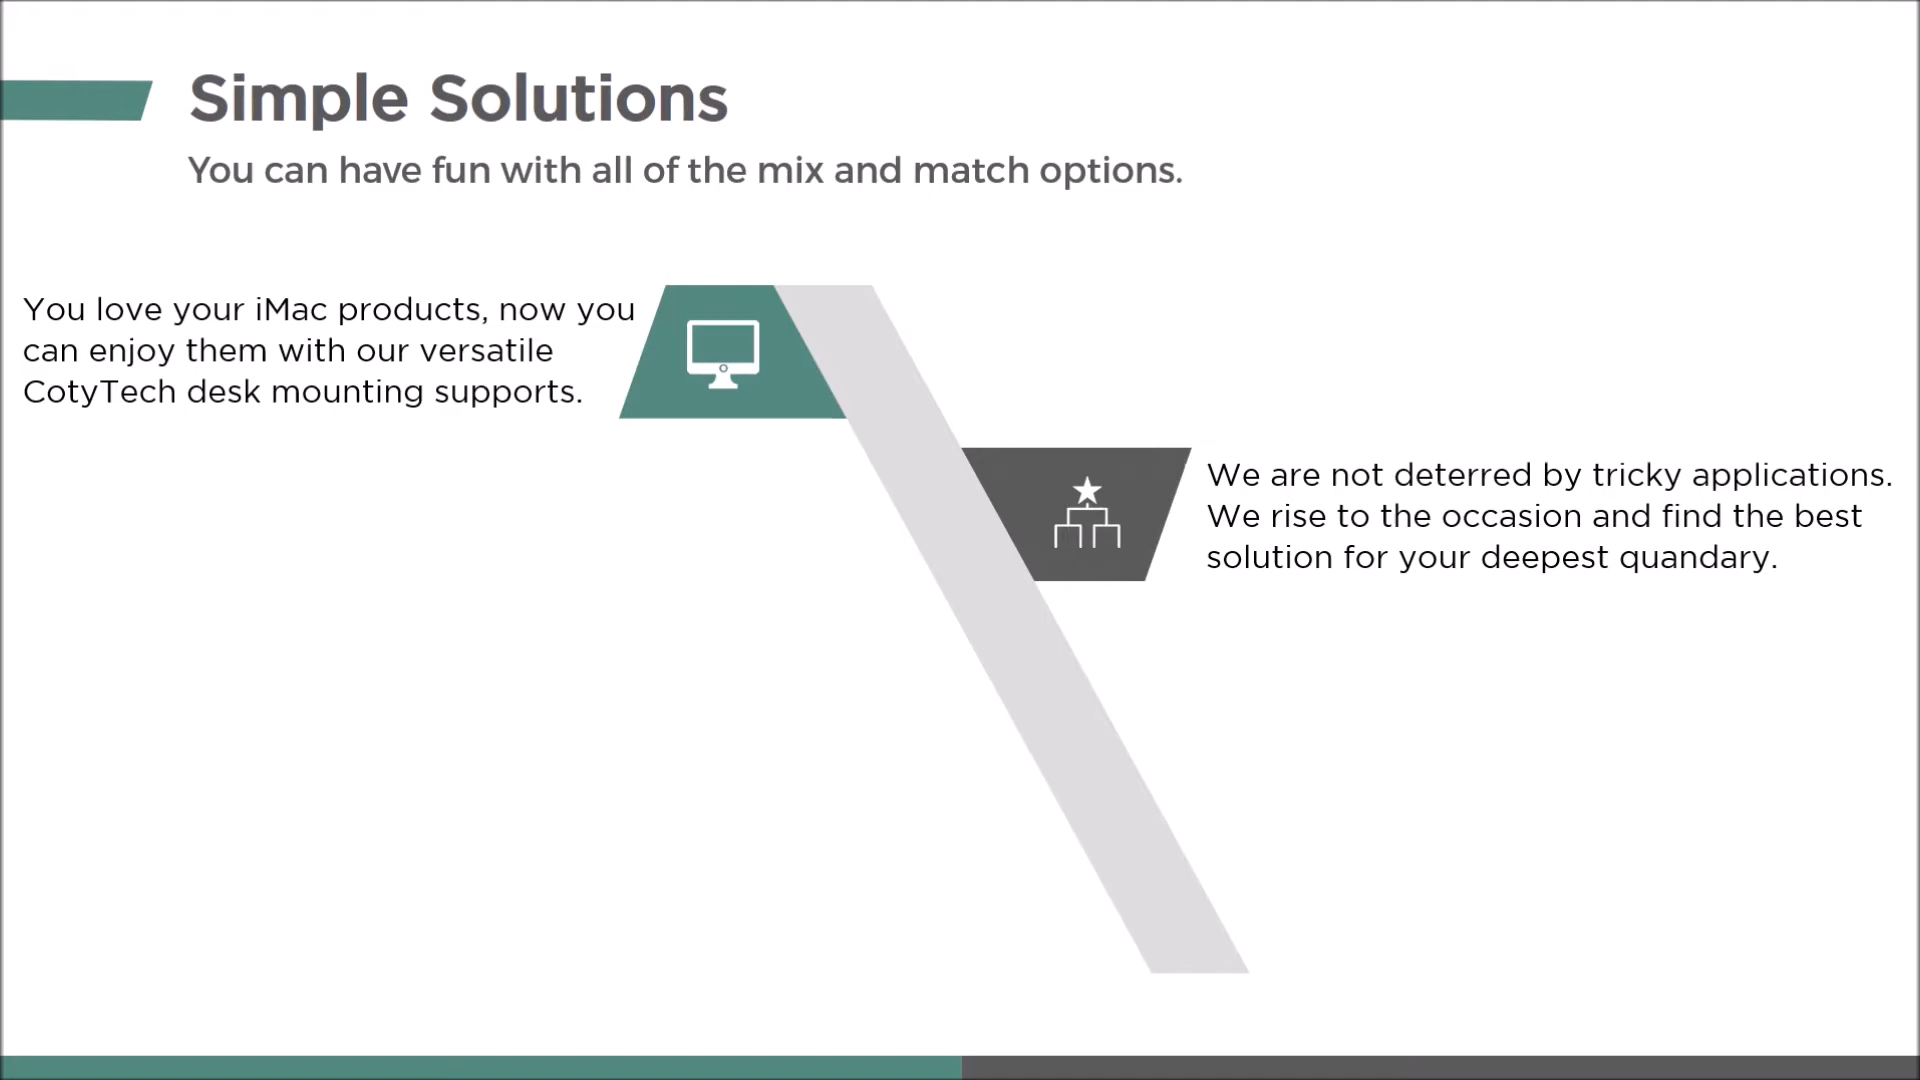 Simple Solutions
You can have fun with all of the mix and match options.
You love your iMac products, now you
can enjoy them with our versatile
CotyTech desk mounting supports.
We are not deterred by tricky applications.
We rise to the occasion and find the best
solution for your deepest quandary.